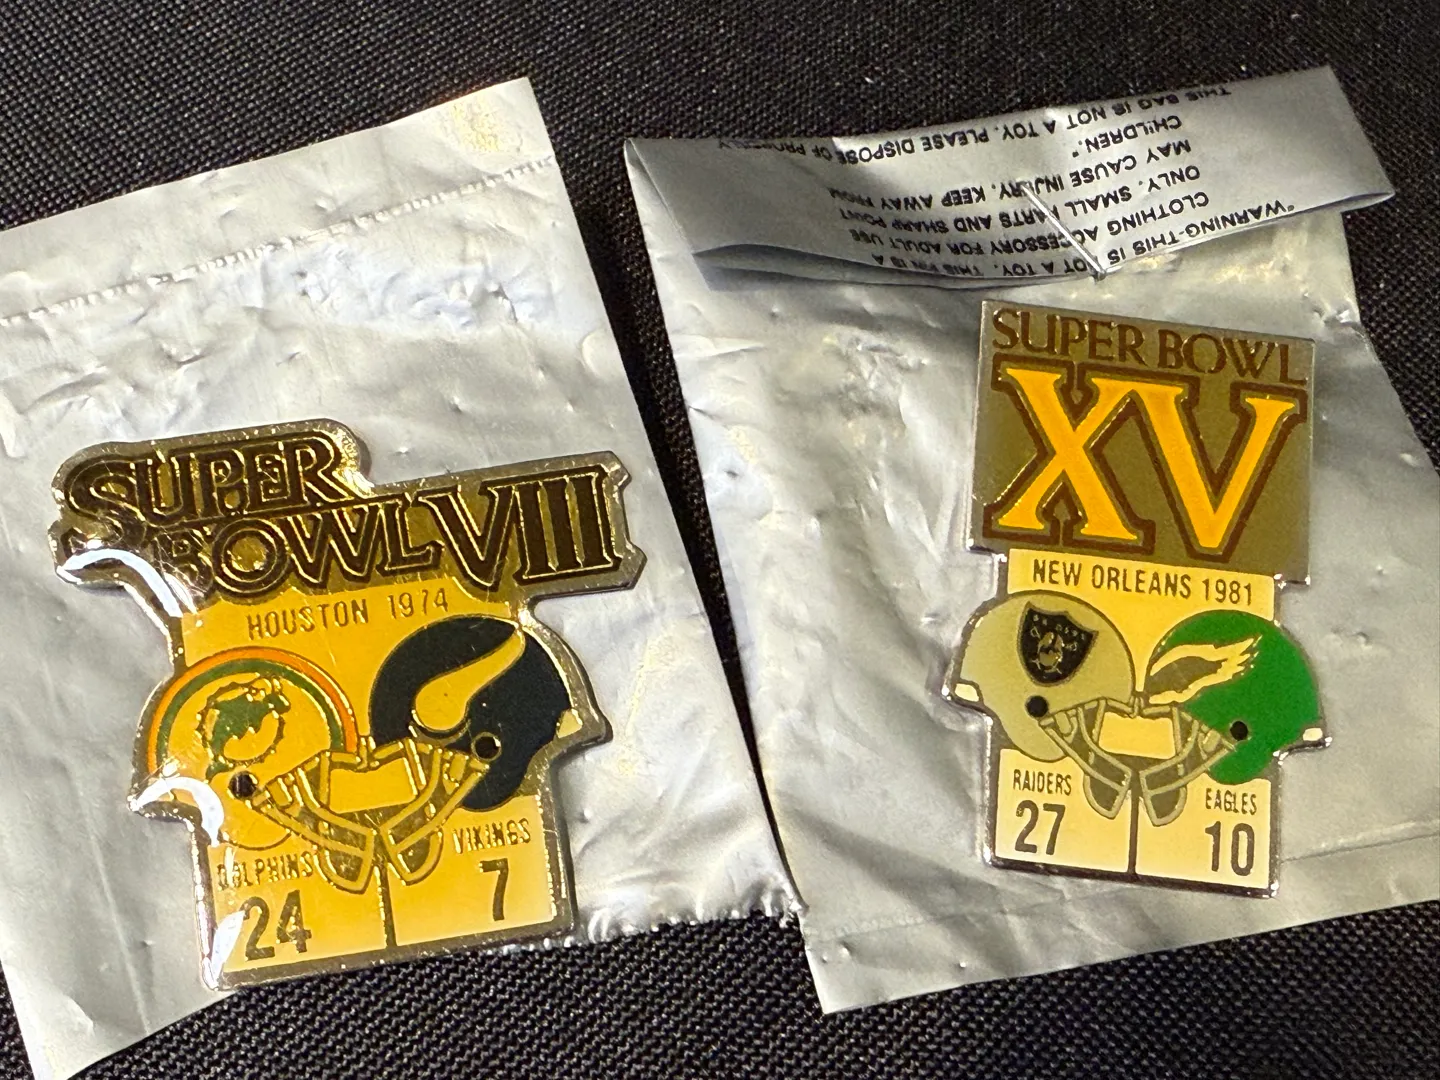 SUPER
BOWL VIII
HOUSTON 1974
DOLPHINS
24
VIKINGS
7
"WARNING-THIS IS NOT A TOY. THIS PIN IS A
CLOTHING ACCESSORY FOR ADULT USE
ONLY. SMALL PARTS AND SHARP POINT
MAY CAUSE INJURY. KEEP AWAY FROM
CHILDREN."
THIS BAG IS NOT A TOY. PLEASE DISPOSE OF PROPERLY
SUPER BOWL
XV
NEW ORLEANS 1981
RAIDERS
27
EAGLES
10